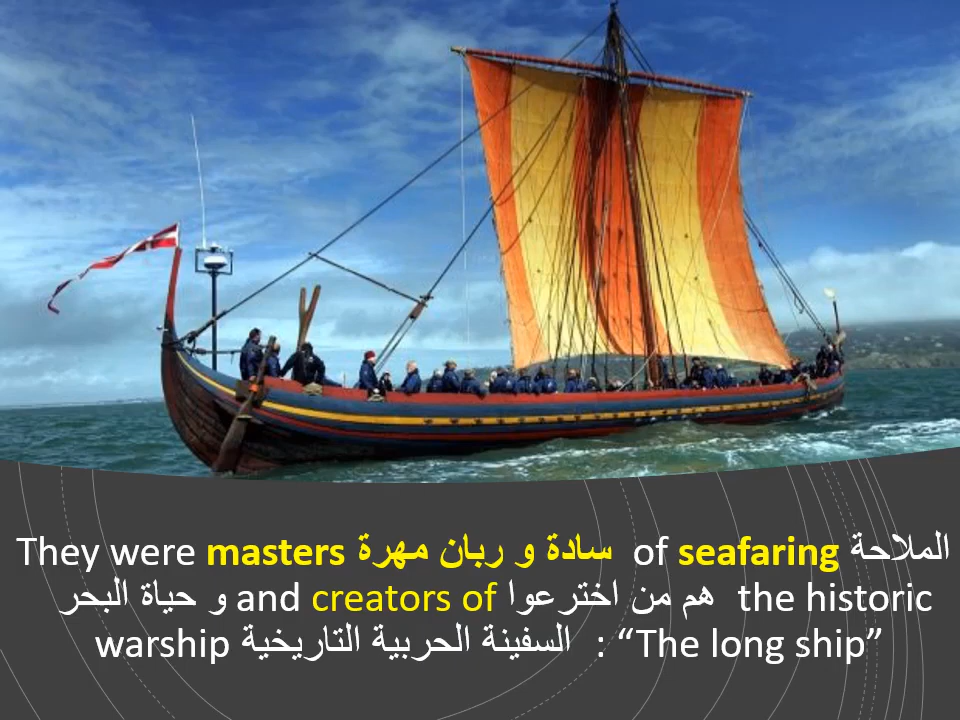 They were masters سادة و ربان مهرة of seafaring الملاحة
و حياة البحر and creators of هم من اخترعوا the historic
warship السفينة الحربية التاريخية : “The long ship”